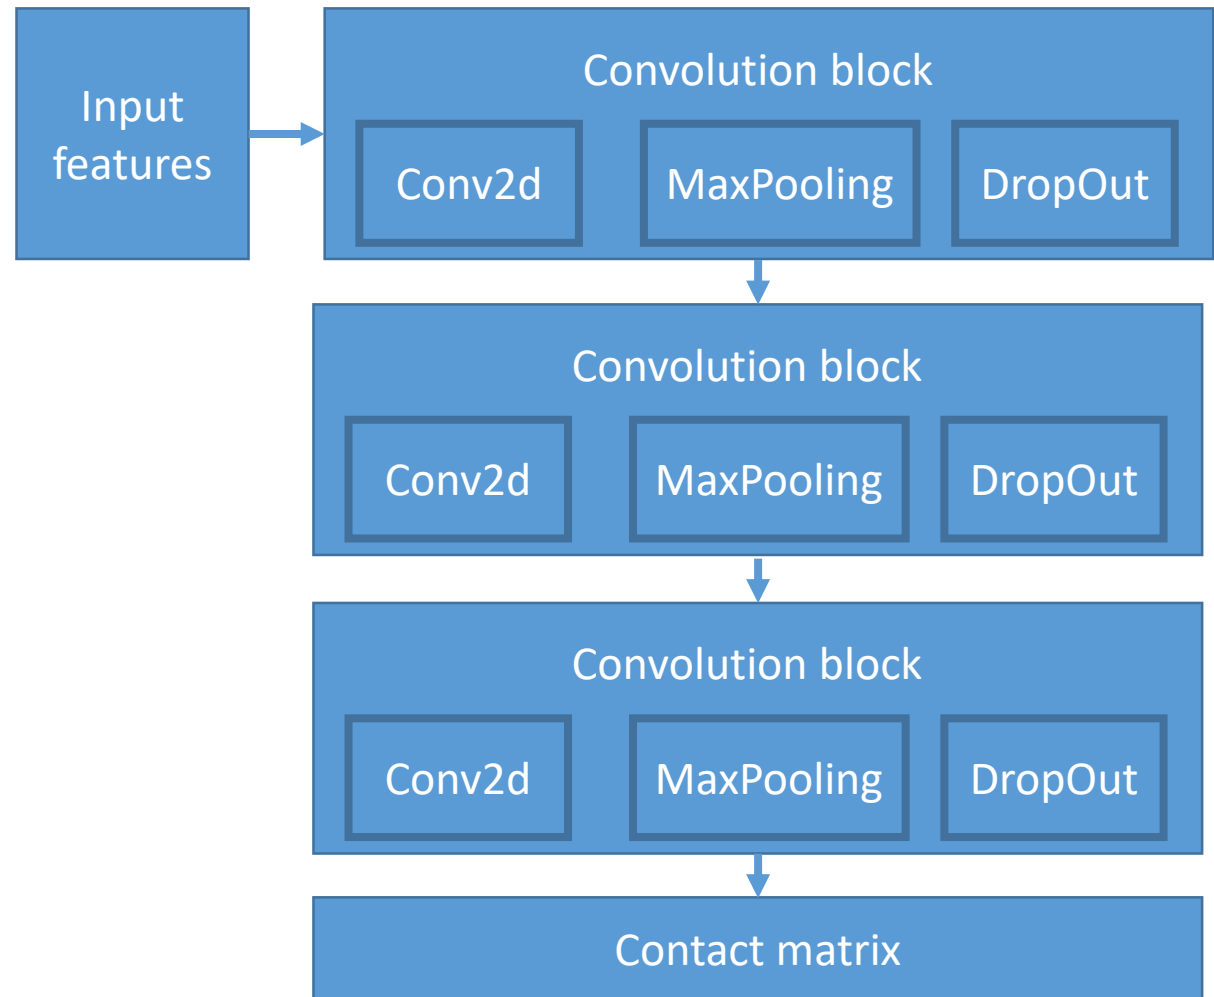 Input
features
Convolution block
Conv2d
MaxPooling
DropOut
Convolution block
Conv2d
MaxPooling
DropOut
Convolution block
Conv2d
MaxPooling
DropOut
Contact matrix